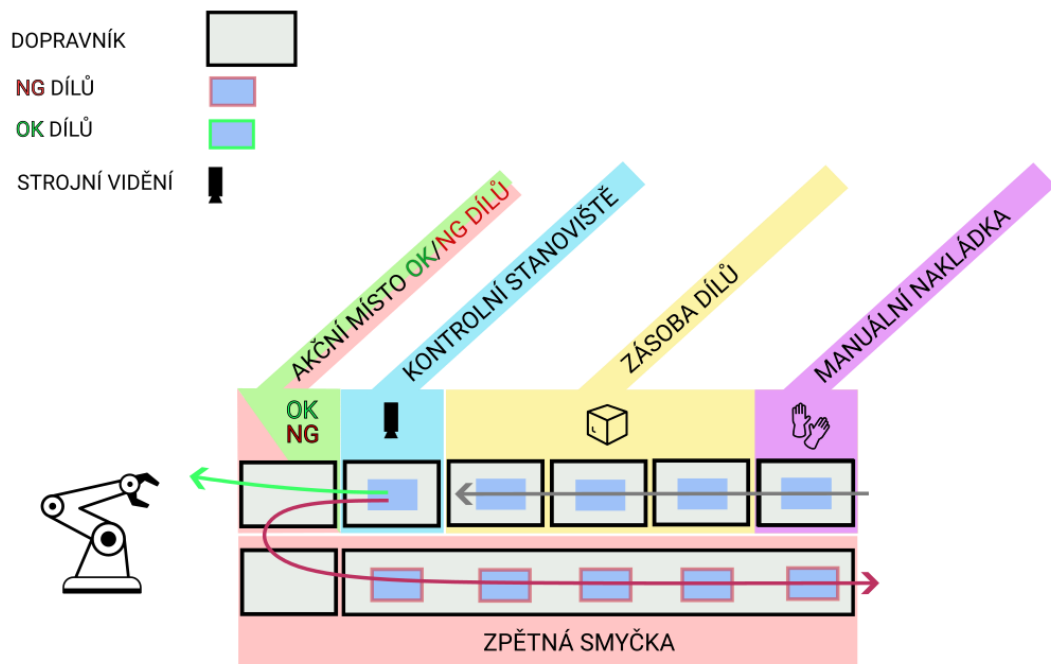 DOPRAVNÍK
NG DÍLŮ
OK DÍLŮ
STROJNÍ VIDĚNÍ
AKČNÍ MÍSTO OK/NG DÍLŮ
KONTROLNÍ STANOVIŠTĚ
ZÁSOBA DÍLŮ
MANUÁLNÍ NAKLÁDKA
OK
NG
ZPĚTNÁ SMYČKA